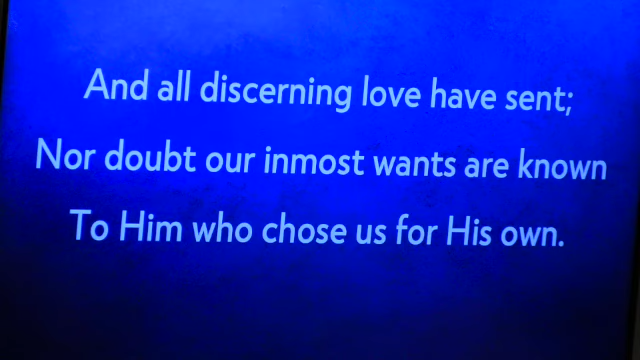 And all discerning love have sent;
Nor doubt our inmost wants are known
To Him who chose us for His own.